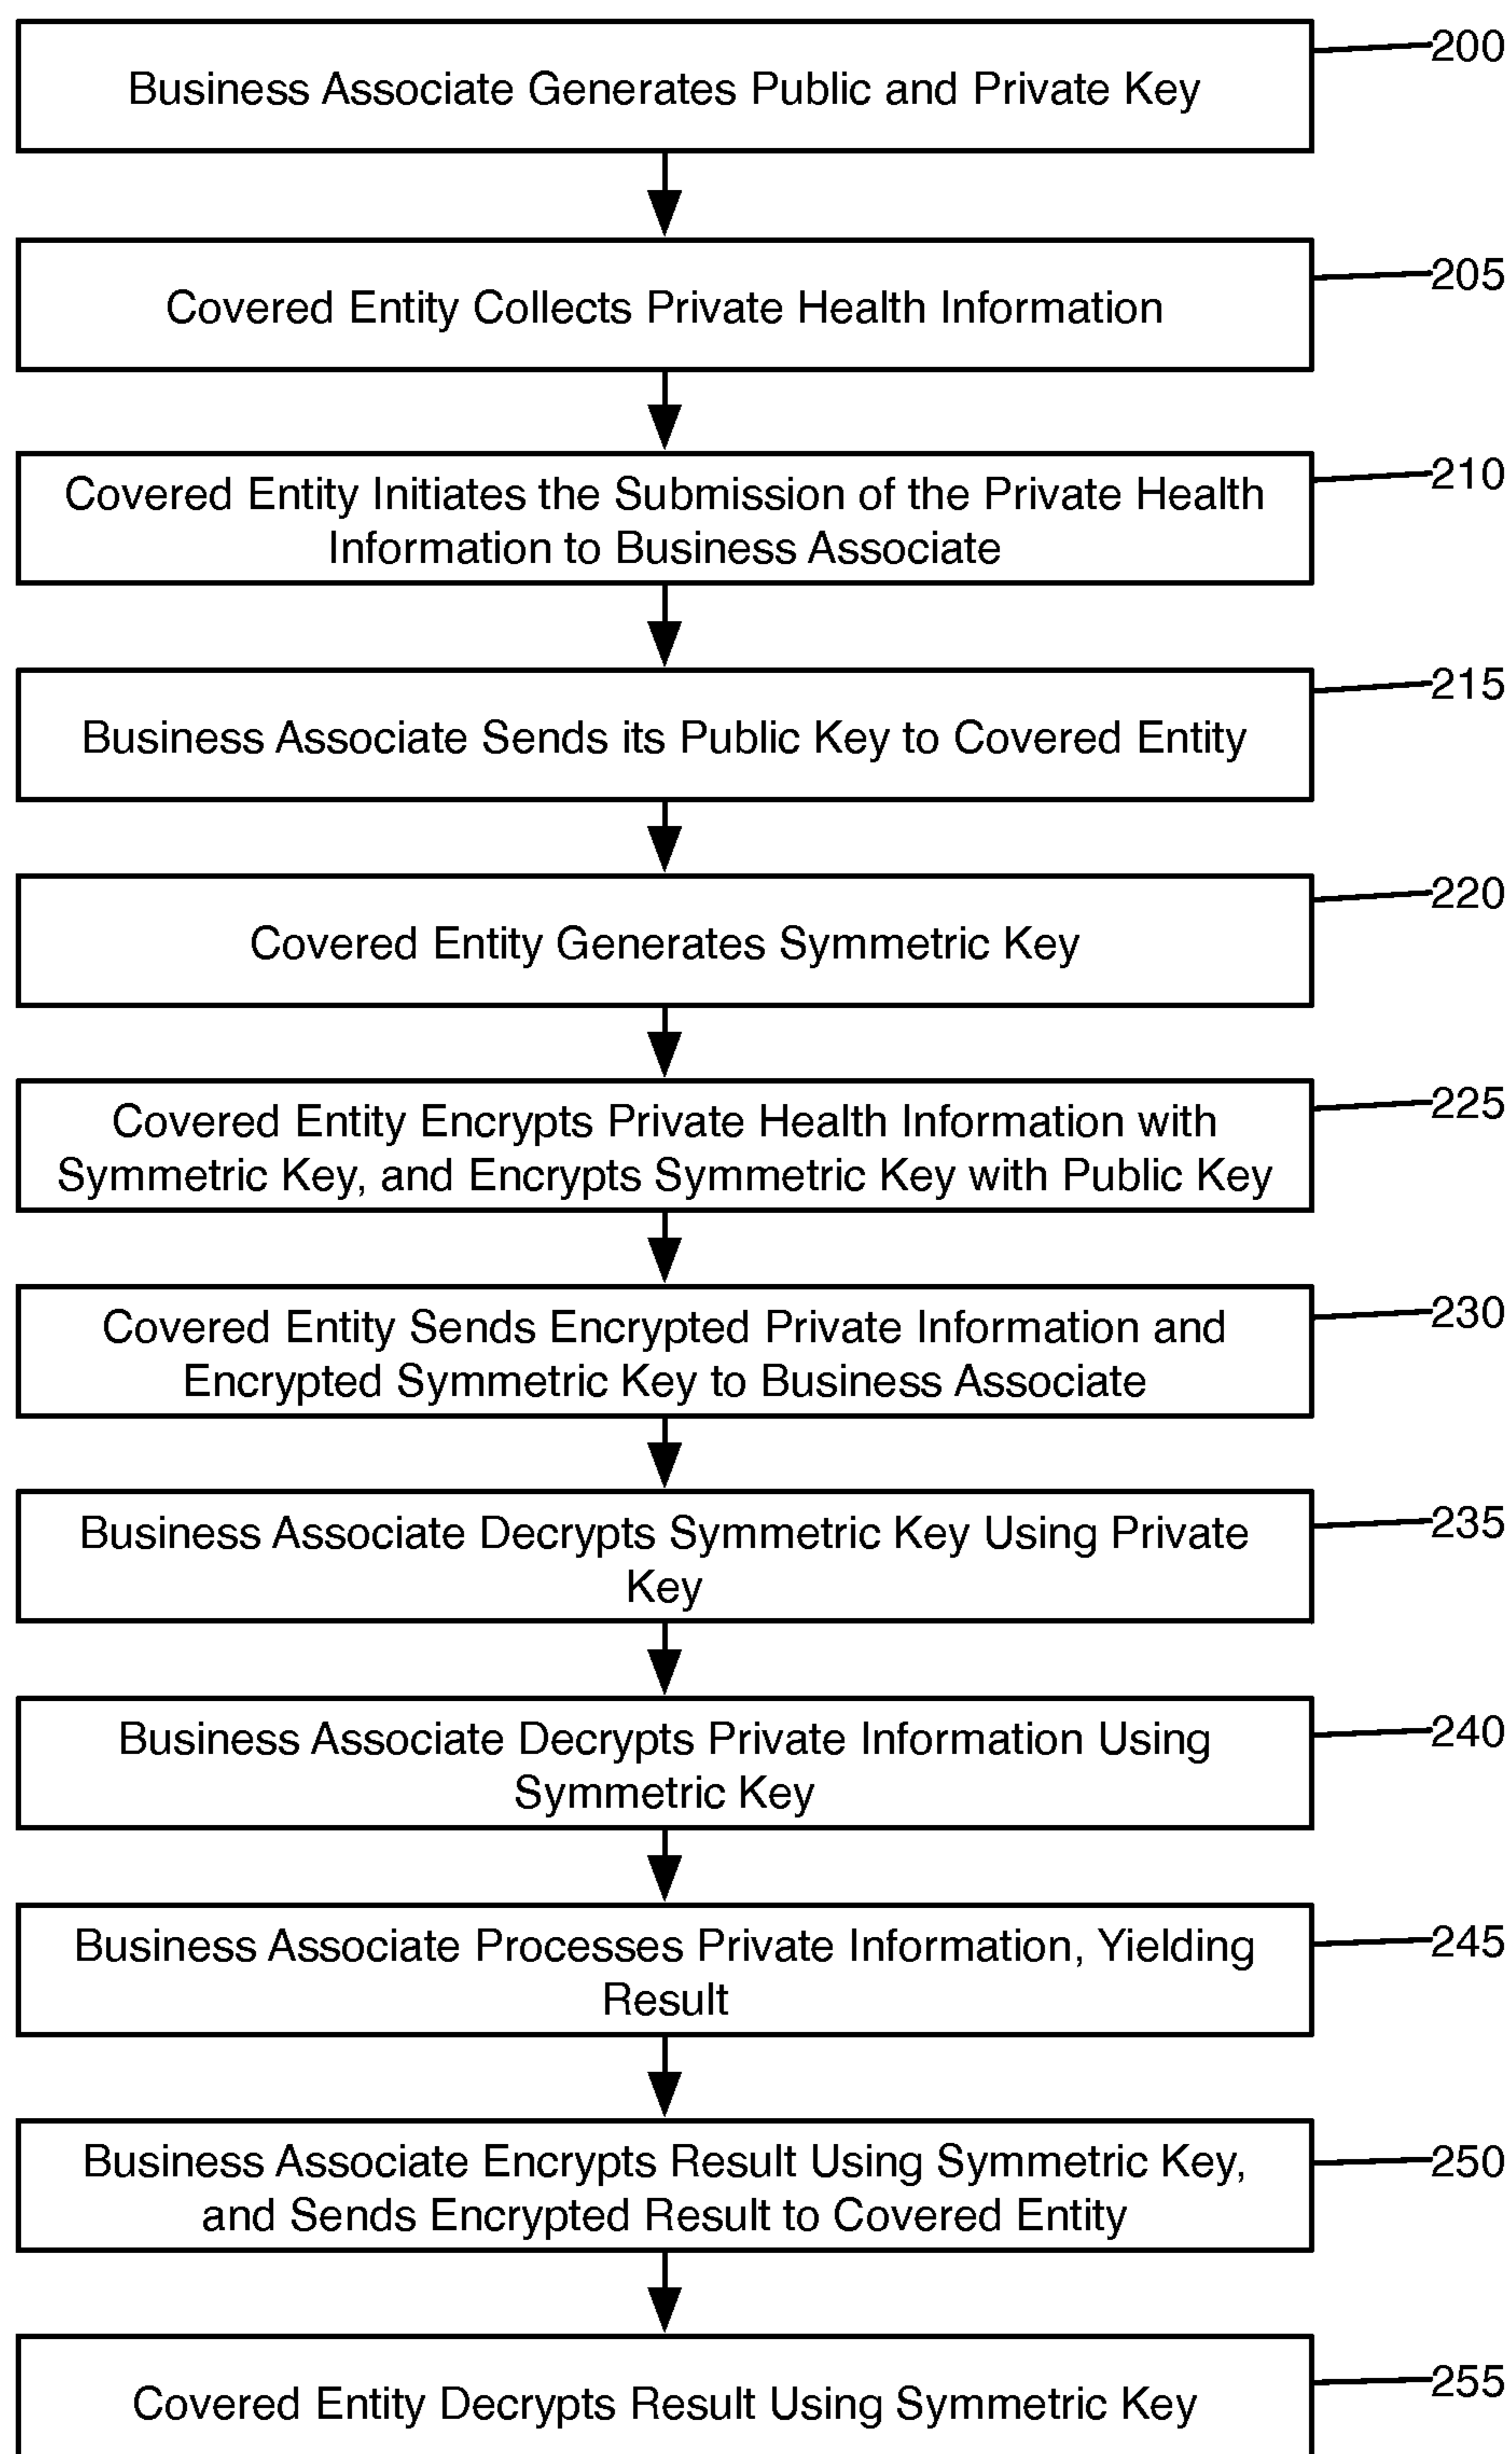 Business Associate Generates Public and Private Key
200
Covered Entity Collects Private Health Information
205
Covered Entity Initiates the Submission of the Private Health
Information to Business Associate
210
Business Associate Sends its Public Key to Covered Entity
215
Covered Entity Generates Symmetric Key
220
Covered Entity Encrypts Private Health Information with
Symmetric Key, and Encrypts Symmetric Key with Public Key
225
Covered Entity Sends Encrypted Private Information and
Encrypted Symmetric Key to Business Associate
230
Business Associate Decrypts Symmetric Key Using Private
Key
235
Business Associate Decrypts Private Information Using
Symmetric Key
240
Business Associate Processes Private Information, Yielding
Result
245
Business Associate Encrypts Result Using Symmetric Key,
and Sends Encrypted Result to Covered Entity
250
Covered Entity Decrypts Result Using Symmetric Key
255